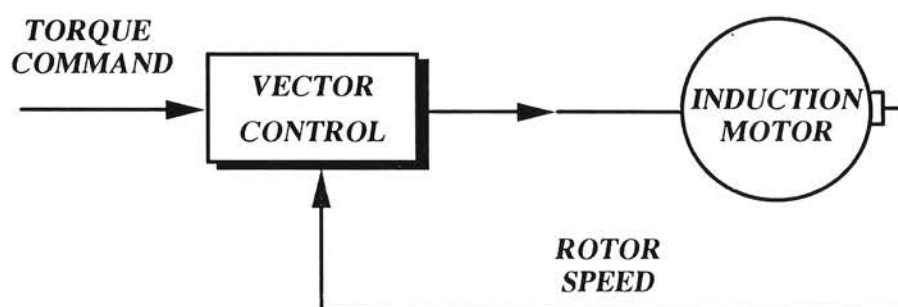 TORQUE
COMMAND
VECTOR
CONTROL
INDUCTION
MOTOR
ROTOR
SPEED